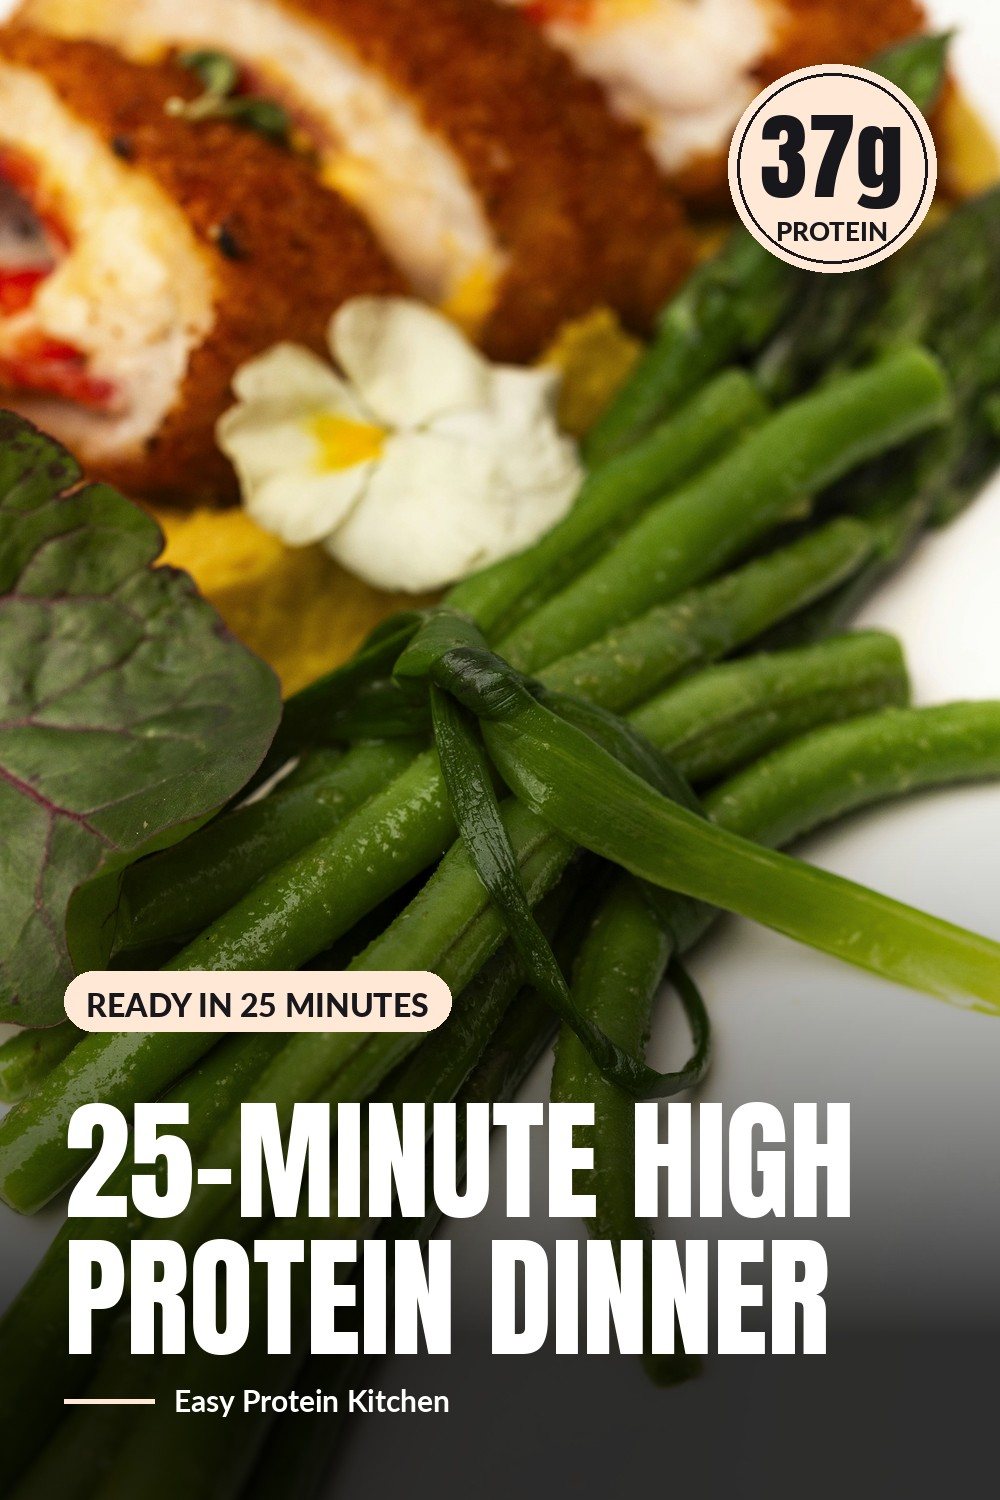 37g
PROTEIN
READY IN 25 MINUTES
25-MINUTE HIGH
PROTEIN DINNER
Easy Protein Kitchen